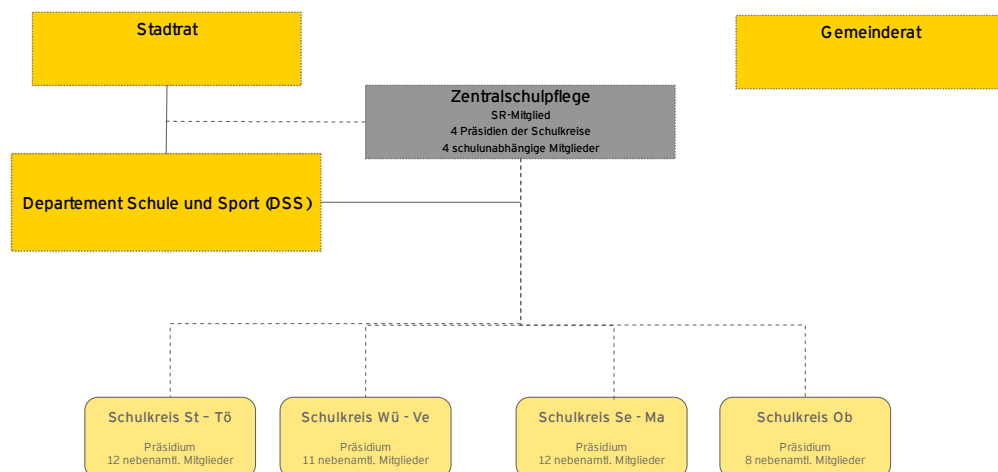 Stadtrat
Gemeinderat
Zentralschulpflege
SR-Mitglied
4 Präsidien der Schulkreise
4 schulunabhängige Mitglieder
Departement Schule und Sport (DSS)
Schulkreis St – Tö
Präsidium
12 nebenamtl. Mitglieder
Schulkreis Wü - Ve
Präsidium
11 nebenamtl. Mitglieder
Schulkreis Se - Ma
Präsidium
12 nebenamtl. Mitglieder
Schulkreis Ob
Präsidium
8 nebenamtl. Mitglieder